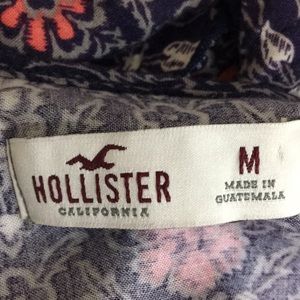 HOLLISTER
CALIFORNIA
M
MADE IN
GUATEMALA